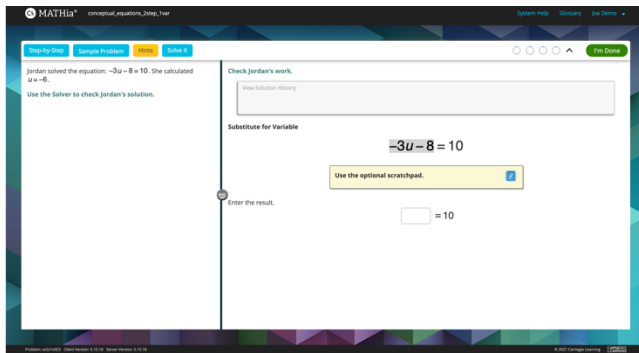 MATHia® conceptual_equations_2step_1var System Help Glossary Joe Demo
Step-by-Step Sample Problem Hints Solve It I'm Done
Jordan solved the equation: −3u − 8 = 10. She calculated
u = −6.
Use the Solver to check Jordan's solution.
Check Jordan's work.
View Solution History
Substitute for Variable
−3u − 8 = 10
Use the optional scratchpad.
Enter the result.
= 10
© 2021 Carnegie Learning